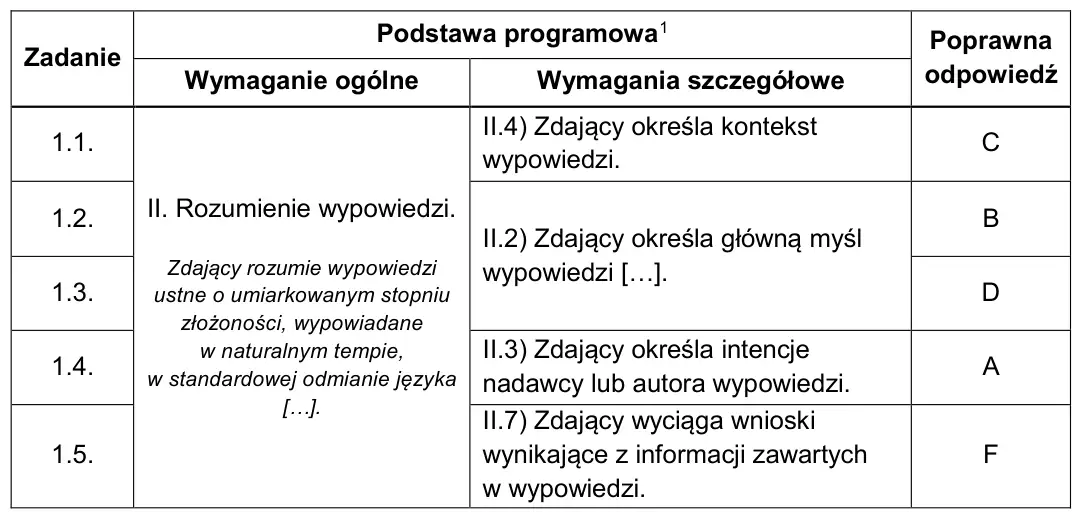 Zadanie
Podstawa programowa¹
Poprawna
odpowiedź
Wymaganie ogólne
Wymagania szczegółowe
1.1.
II. Rozumienie wypowiedzi.
Zdający rozumie wypowiedzi
ustne o umiarkowanym stopniu
złożoności, wypowiadane
w naturalnym tempie,
w standardowej odmianie języka
[…].
II.4) Zdający określa kontekst
wypowiedzi.
C
1.2.
II.2) Zdający określa główną myśl
wypowiedzi […].
B
1.3.
D
1.4.
II.3) Zdający określa intencje
nadawcy lub autora wypowiedzi.
A
1.5.
II.7) Zdający wyciąga wnioski
wynikające z informacji zawartych
w wypowiedzi.
F